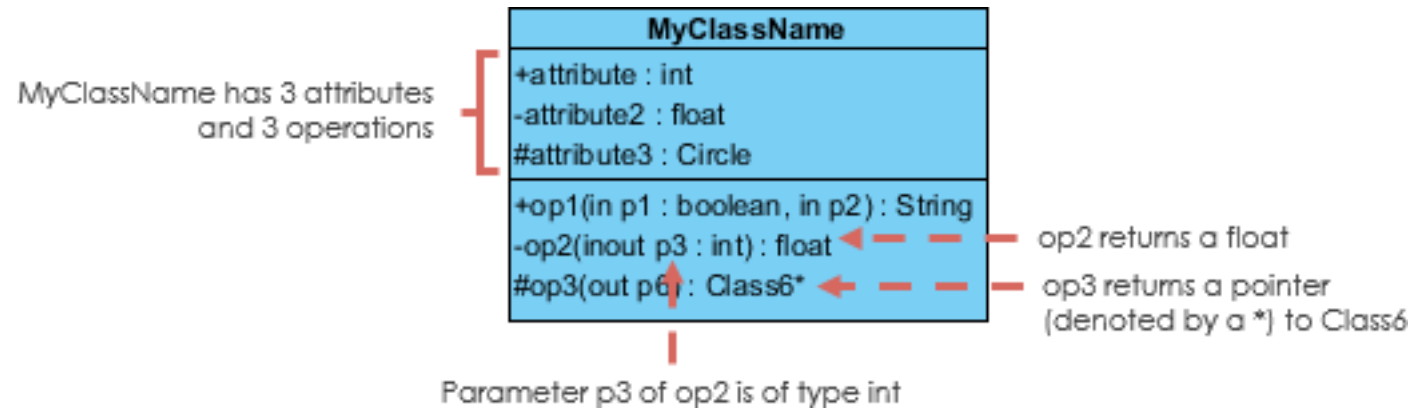 MyClassName
MyClassName has 3 attributes
and 3 operations
+attribute : int
-attribute2 : float
#attribute3 : Circle
+op1(in p1 : boolean, in p2) : String
-op2(inout p3 : int) : float
#op3(out p6) : Class6*
op2 returns a float
op3 returns a pointer
(denoted by a *) to Class6
Parameter p3 of op2 is of type int